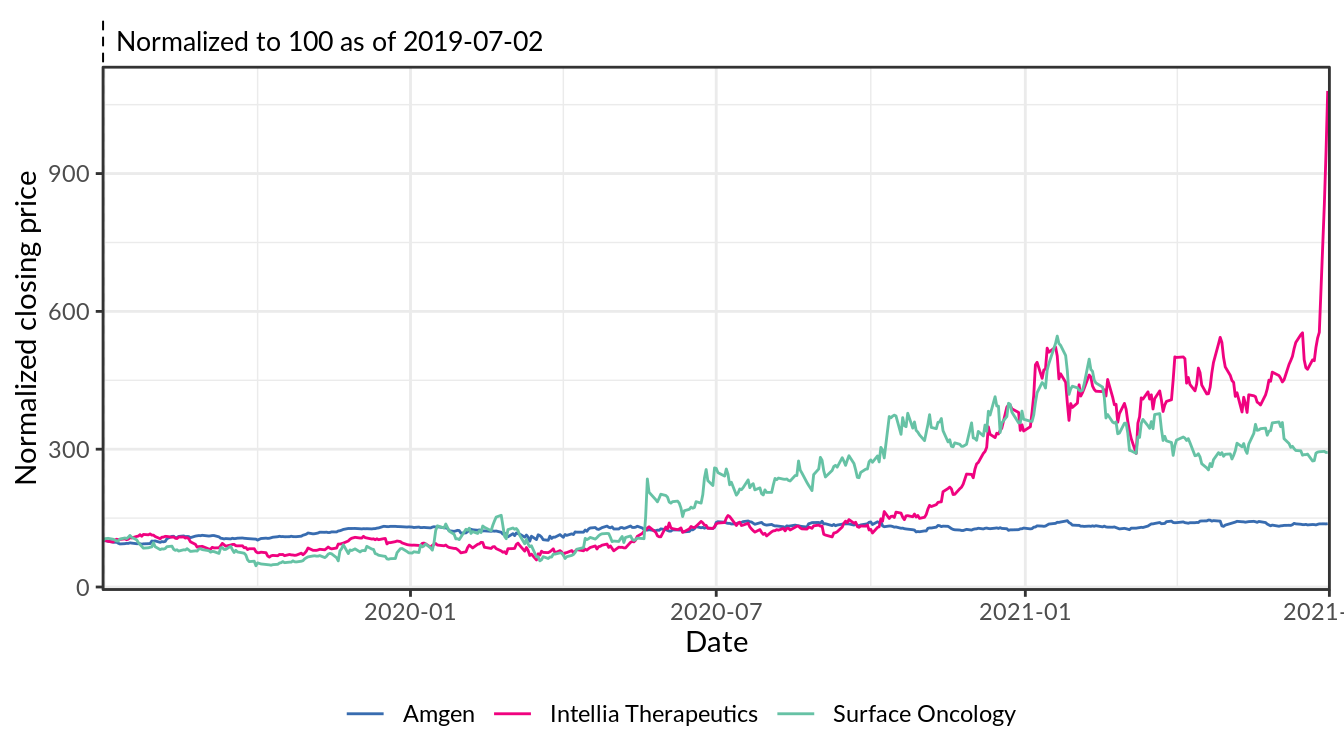 Normalized to 100 as of 2019-07-02
Normalized closing price
900
600
300
0
2020-01
2020-07
2021-01
2021-
Date
Amgen
Intellia Therapeutics
Surface Oncology